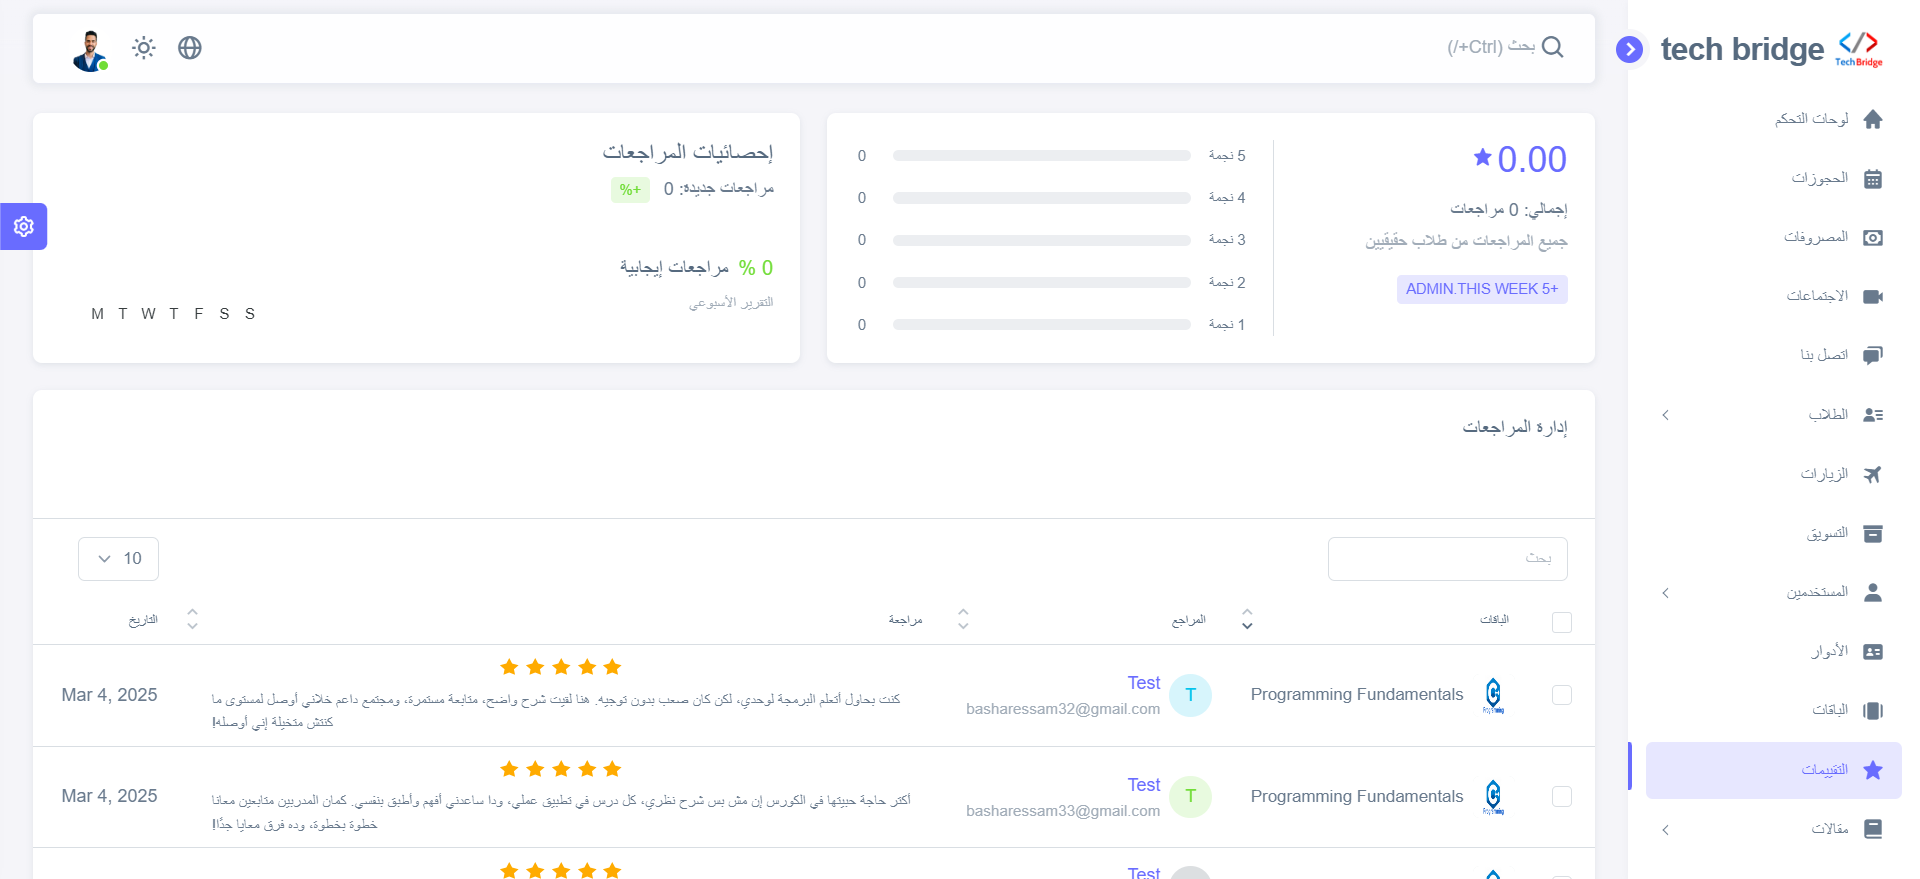 tech bridge
TechBridge
لوحات التحكم
الحجوزات
المصروفات
الاجتماعات
اتصل بنا
الطلاب
الزيارات
التسويق
المستخدمين
الأدوار
الباقات
التقييمات
مقالات
بحث (Ctrl+/)
0.00
إجمالي: 0 مراجعات
جميع المراجعات من طلاب حقيقيين
ADMIN.THIS WEEK 5+
5 نجمة 0
4 نجمة 0
3 نجمة 0
2 نجمة 0
1 نجمة 0
إحصائيات المراجعات
مراجعات جديدة: 0 %+
0 % مراجعات إيجابية
التقرير الأسبوعي
M T W T F S S
إدارة المراجعات
بحث
10
الباقات المراجع مراجعة التاريخ
Programming Fundamentals
Test
basharessam32@gmail.com
كنت بحاول أتعلم البرمجة لوحدي، لكن كان صعب بدون توجيه. هنا لقيت شرح واضح، متابعة مستمرة، ومجتمع داعم خلاني أوصل لمستوى ما
كنتش متخيلة إني أوصله!
Mar 4, 2025
Programming Fundamentals
Test
basharessam33@gmail.com
أكتر حاجة حبيتها في الكورس إن مش بس شرح نظري، كل درس في تطبيق عملي، ودا ساعدني أفهم وأطبق بنفسي. كمان المدربين متابعين معانا
خطوة بخطوة، وده فرق معايا جدًا!
Mar 4, 2025
Test